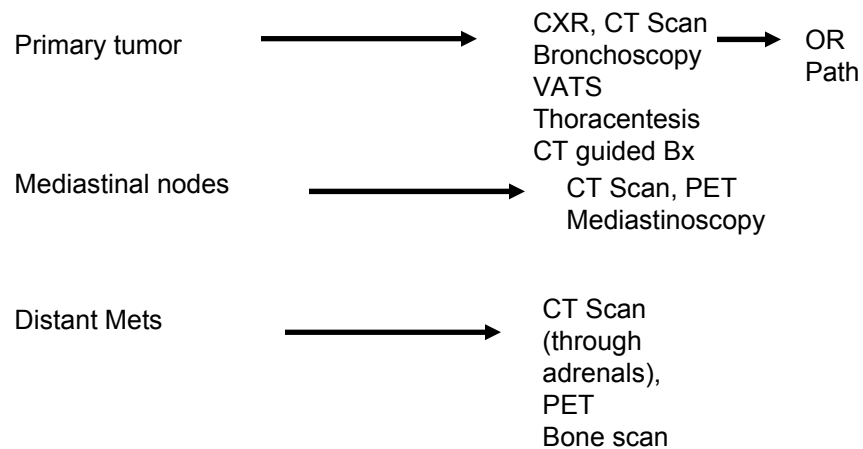 Primary tumor
CXR, CT Scan
Bronchoscopy
VATS
Thoracentesis
CT guided Bx
OR
Path
Mediastinal nodes
CT Scan, PET
Mediastinoscopy
Distant Mets
CT Scan
(through
adrenals),
PET
Bone scan